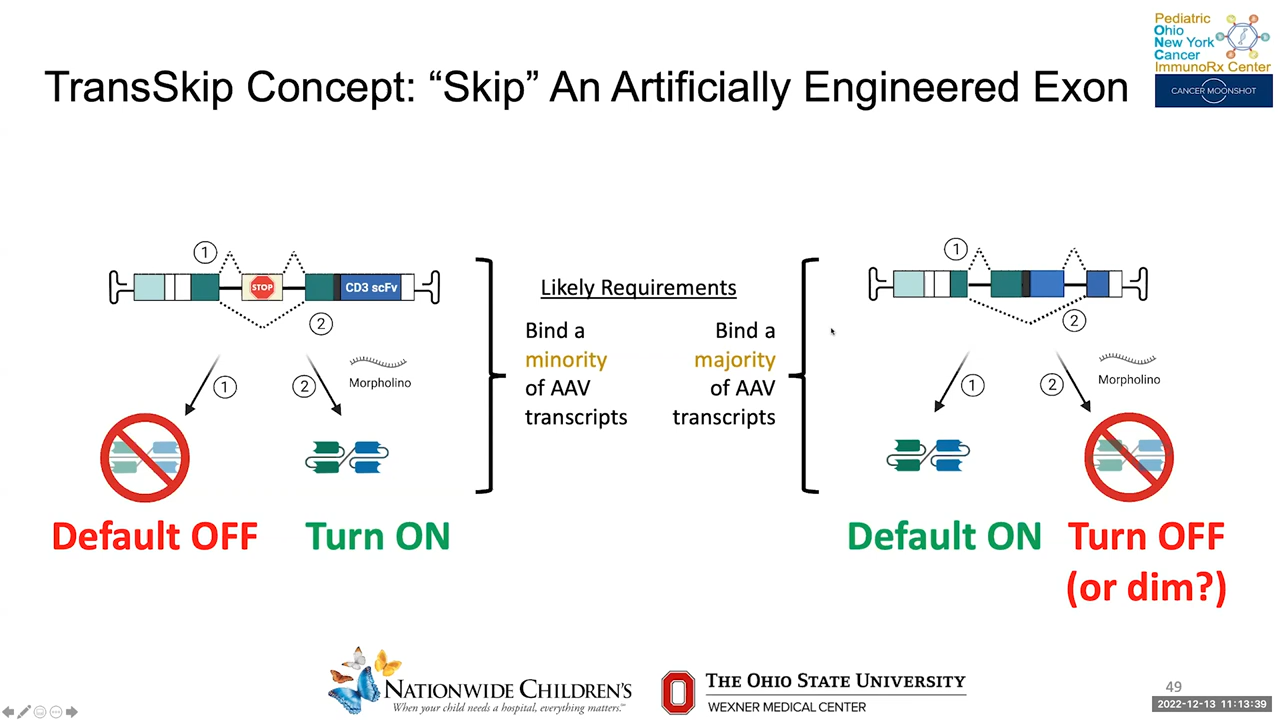 Pediatric
Ohio
New York
Cancer
ImmunoRx Center
CANCER MOONSHOT
TransSkip Concept: “Skip” An Artificially Engineered Exon
1
STOP
CD3 scFv
2
Morpholino
1
2
Default OFF
Turn ON
Likely Requirements
Bind a
minority
of AAV
transcripts
Bind a
majority
of AAV
transcripts
1
2
Morpholino
1
2
Default ON
Turn OFF
(or dim?)
NATIONWIDE CHILDREN'S
When your child needs a hospital, everything matters.℠
THE OHIO STATE UNIVERSITY
WEXNER MEDICAL CENTER
49
2022-12-13 11:13:39